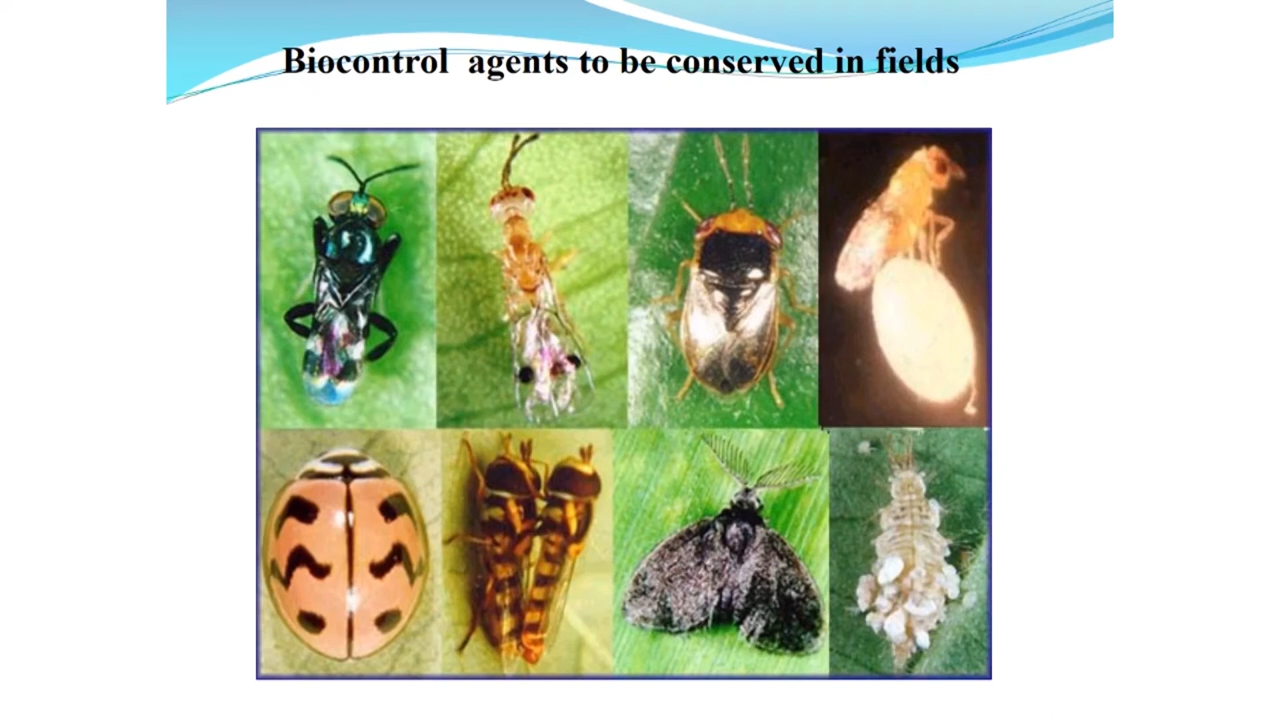 Biocontrol agents to be conserved in fields